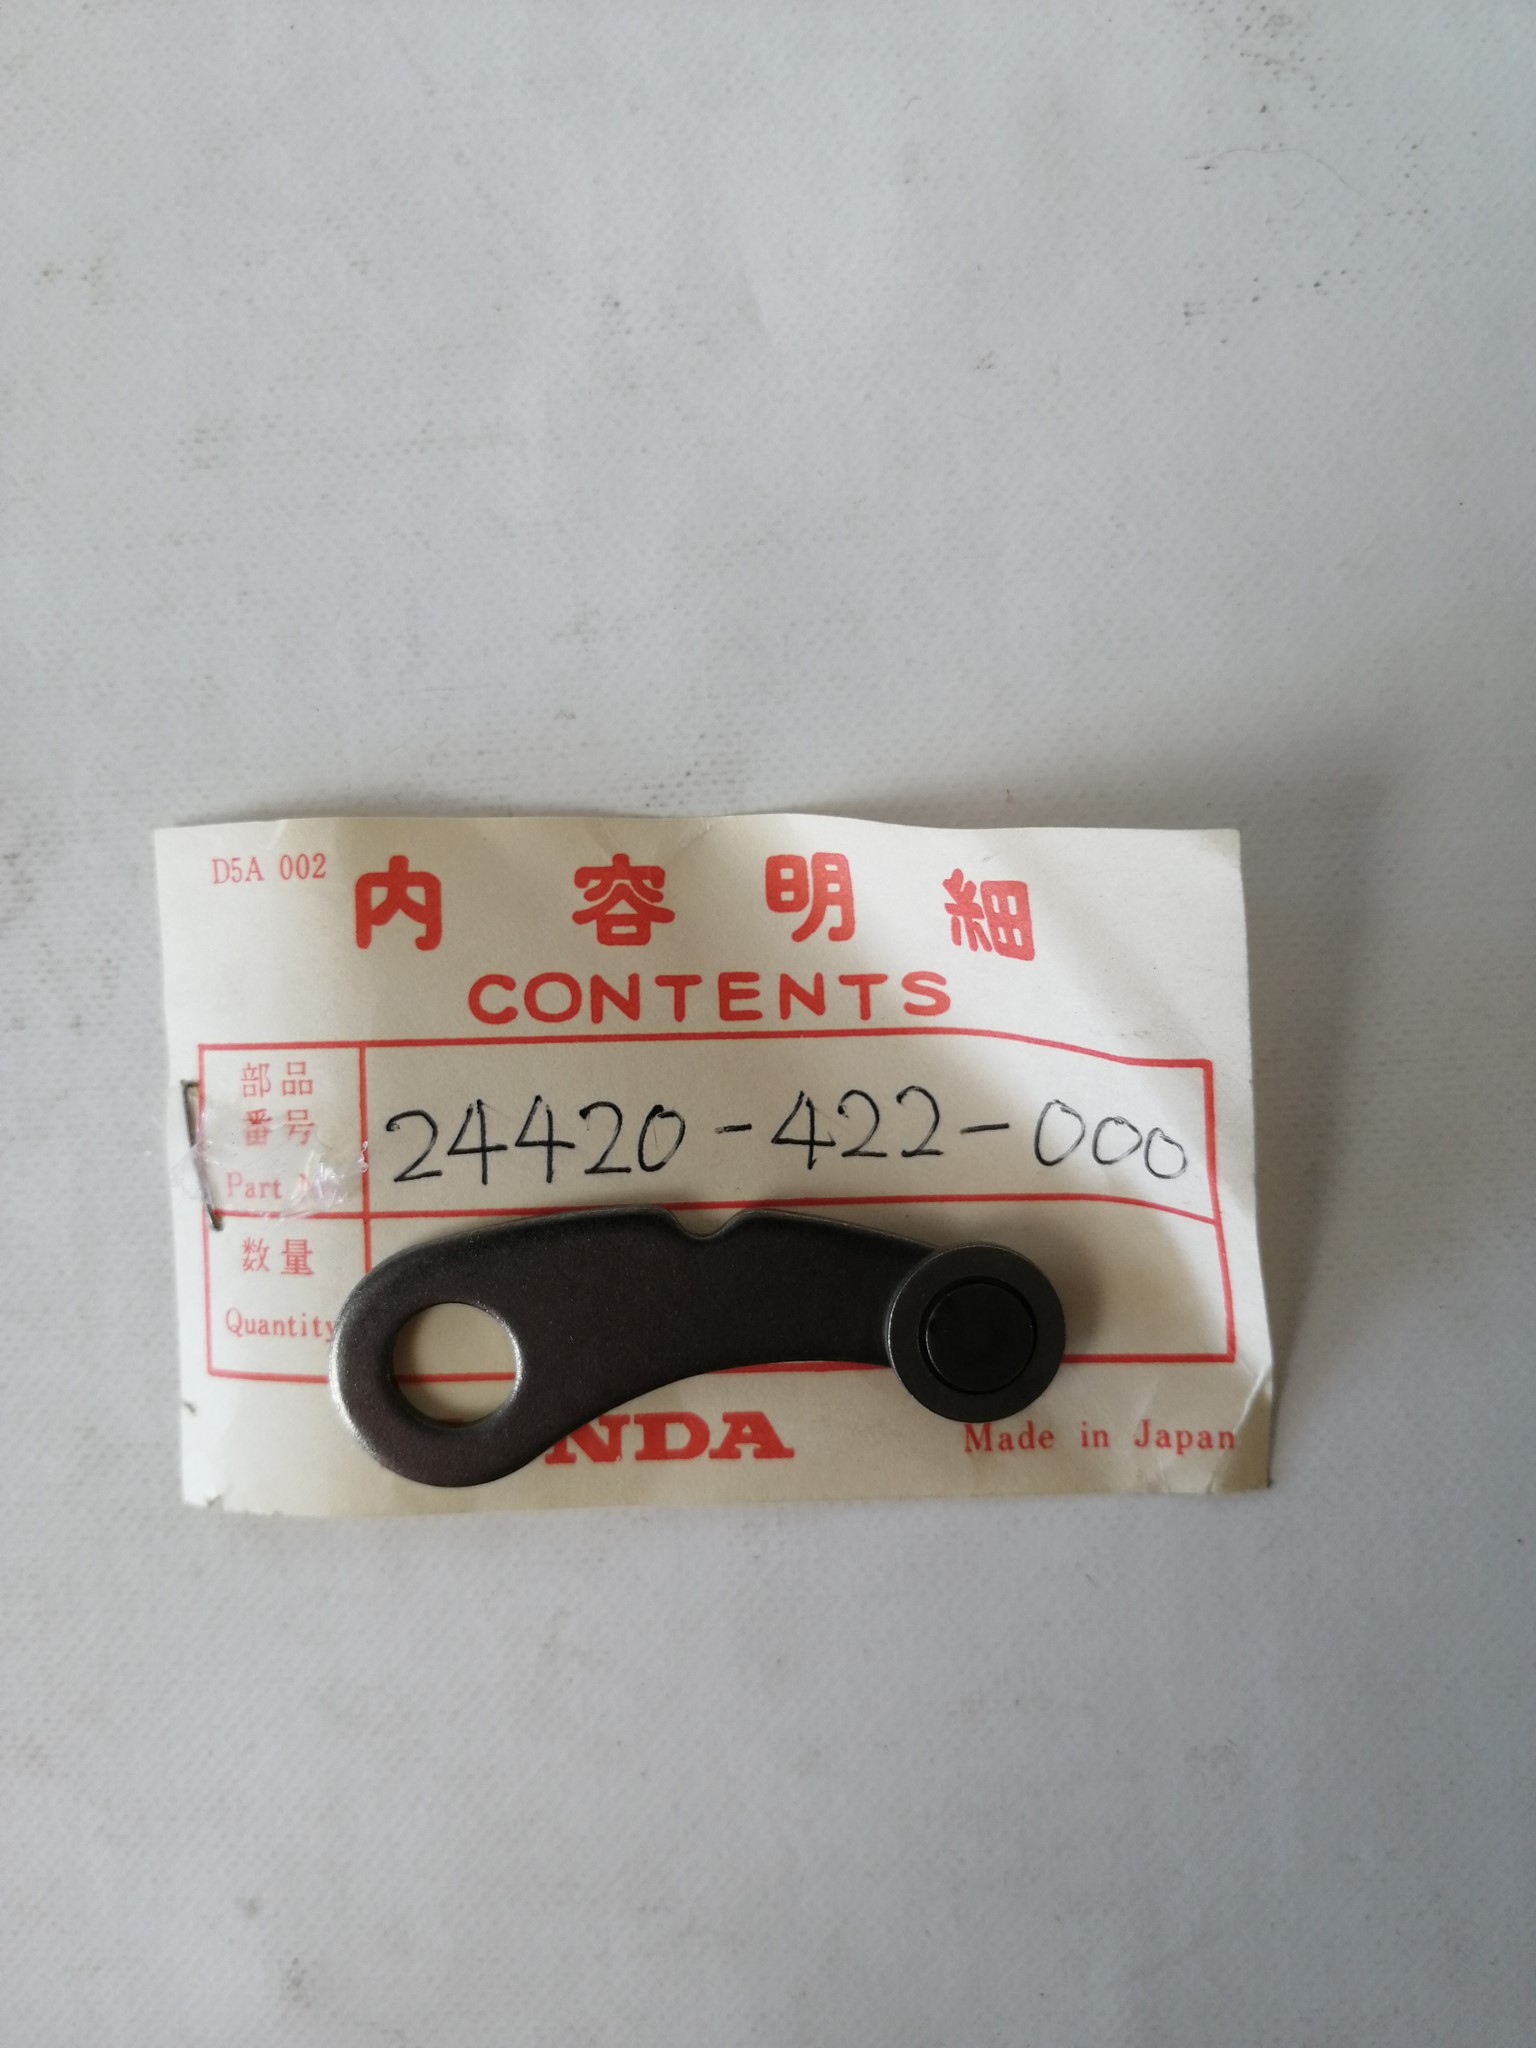 D5A 002
内容明細
CONTENTS
部品
番号
Part
24420-422-000
数量
Quantity
Made in Japan